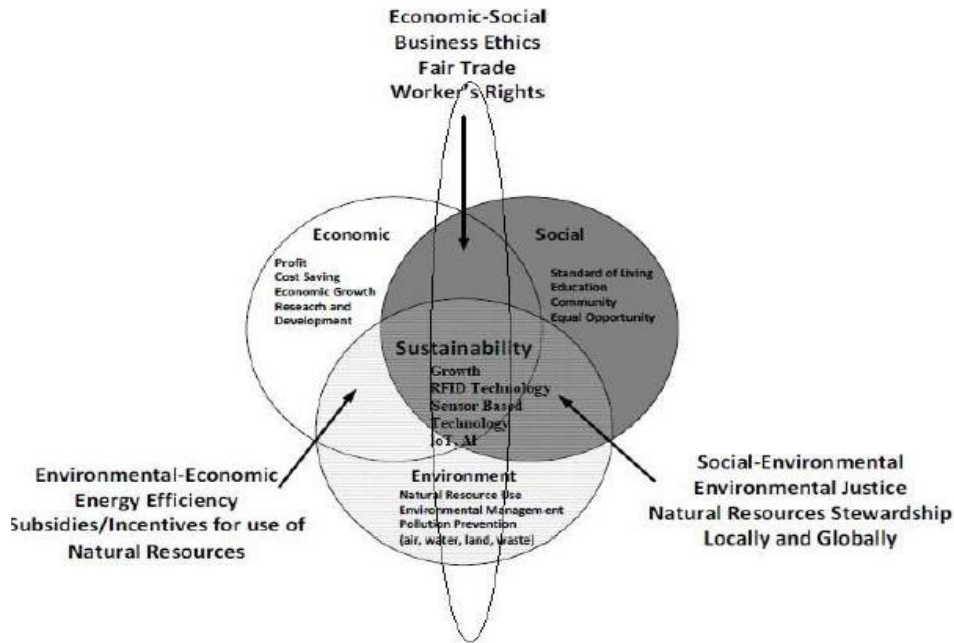 Economic-Social
Business Ethics
Fair Trade
Worker's Rights
Economic
Profit
Cost Saving
Economic Growth
Reseacrh and
Development
Social
Standard of Living
Education
Community
Equal Opportunity
Sustainability
Growth
RFID Technology
Sensor Based
Technology
IoT, AI
Environment
Natural Resource Use
Environmental Management
Pollution Prevention
(air, water, land, waste)
Environmental-Economic
Energy Efficiency
Subsidies/Incentives for use of
Natural Resources
Social-Environmental
Environmental Justice
Natural Resources Stewardship
Locally and Globally